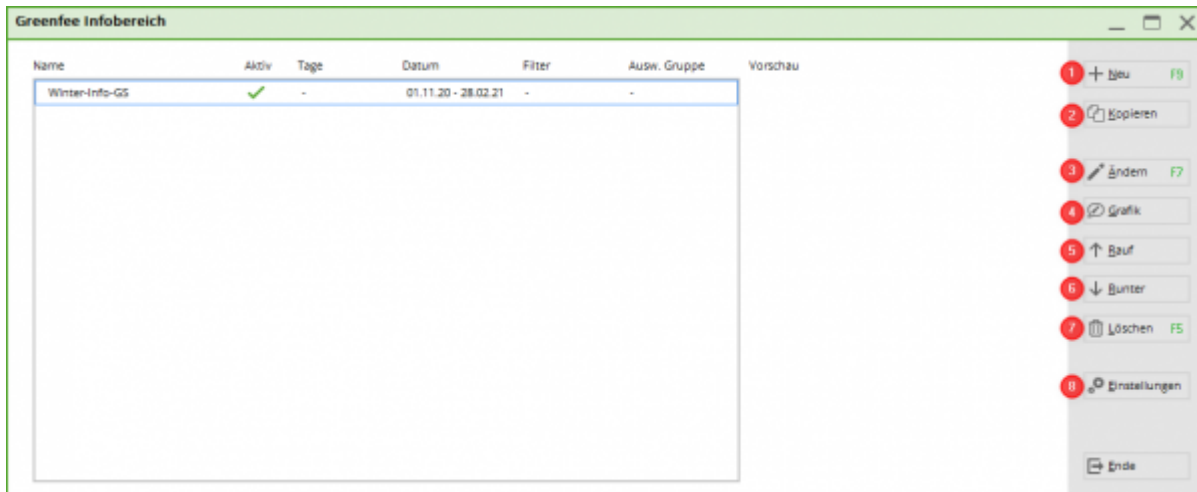 Greenfee Infobereich
Name Aktiv Tage Datum Filter Ausw. Gruppe Vorschau
Winter-Info-GS - 01.11.20 - 28.02.21 - -
1 Neu F9
2 Kopieren
3 Ändern F7
4 Grafik
5 Rauf
6 Runter
7 Löschen F5
8 Einstellungen
Ende